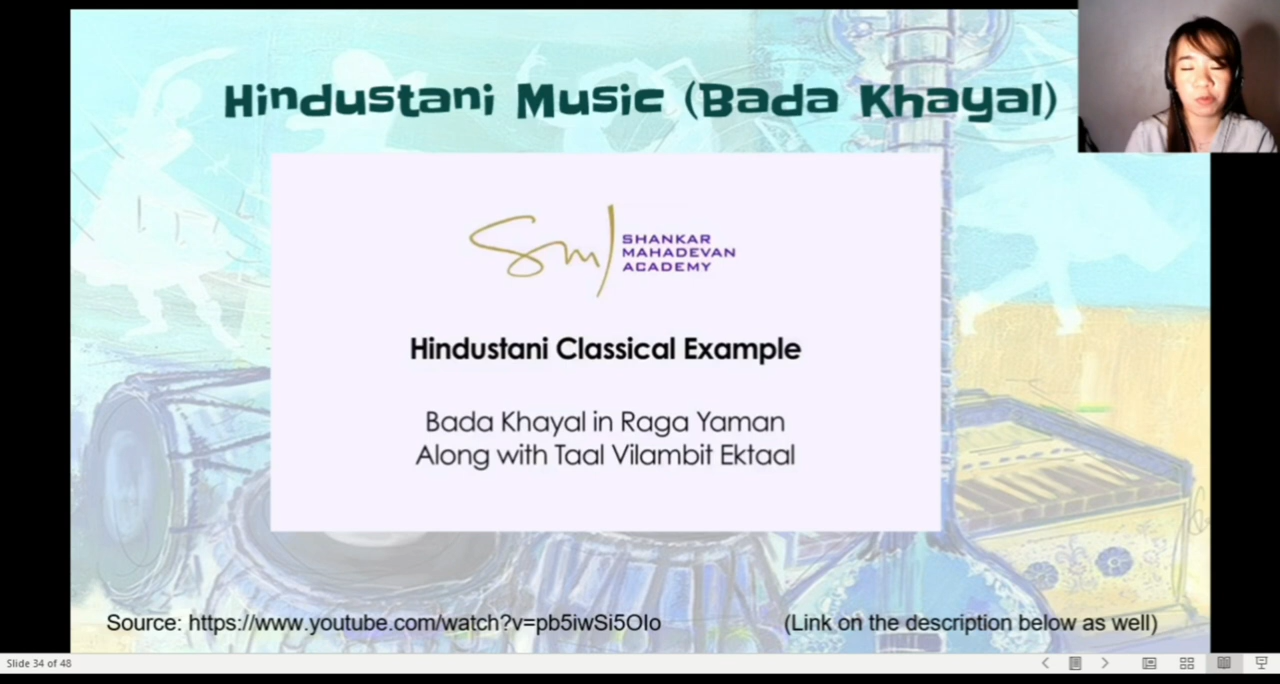 Hindustani Music (Bada Khayal)
Sm
SHANKAR
MAHADEVAN
ACADEMY
Hindustani Classical Example
Bada Khayal in Raga Yaman
Along with Taal Vilambit Ektaal
Source: https://www.youtube.com/watch?v=pb5iwSi5OIo
(Link on the description below as well)
Slide 34 of 48